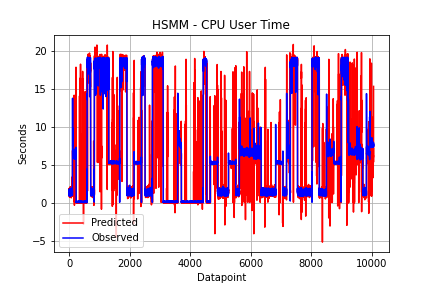 HSMM - CPU User Time
20
15
10
5
0
−5
Seconds
Predicted
Observed
0
2000
4000
6000
8000
10000
Datapoint